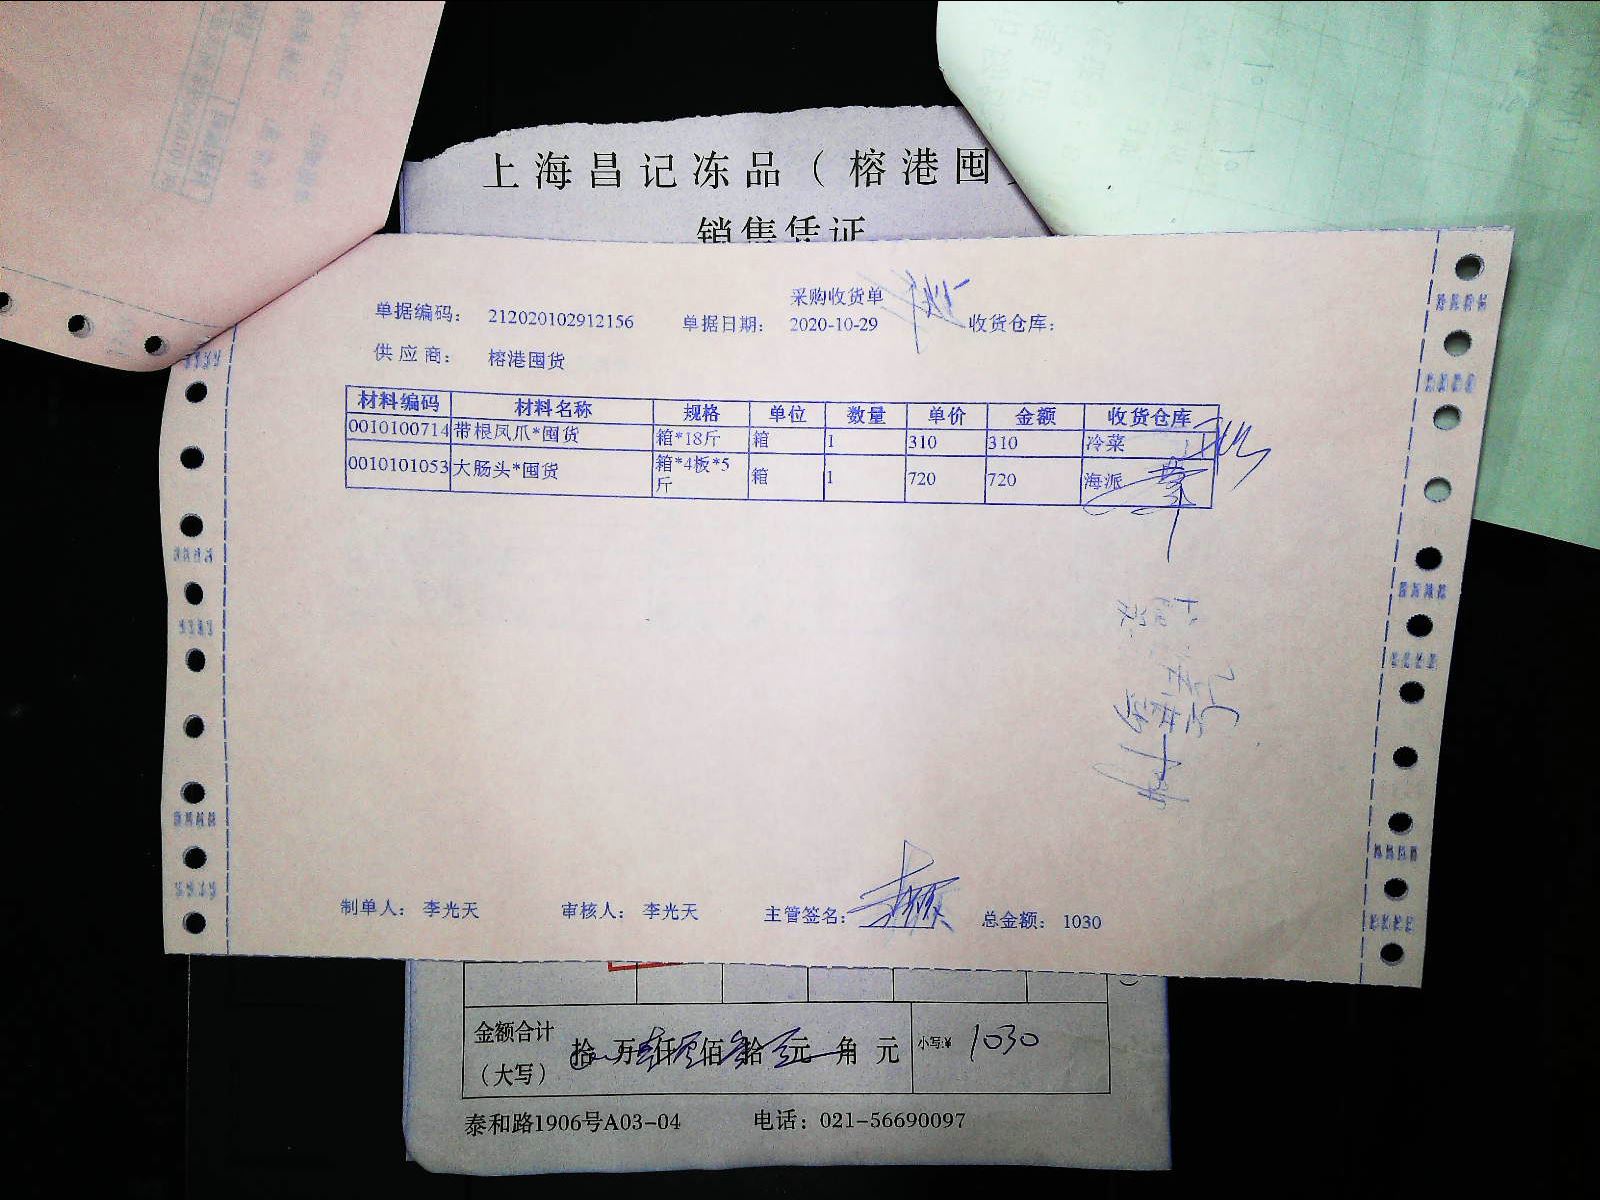 上海昌记冻品（榕港囤
销售凭证
采购收货单
单据编码： 212020102912156 单据日期： 2020-10-29 收货仓库：
供应商： 榕港囤货
材料编码 材料名称 规格 单位 数量 单价 金额 收货仓库
0010100714 带根凤爪*囤货 箱*18斤 箱 1 310 310 冷菜
0010101053 大肠头*囤货 箱*4板*5斤 箱 1 720 720 海派
制单人： 李光天 审核人： 李光天 主管签名： 总金额： 1030
金额合计（大写） 拾 万 仟 佰 拾 元 角 元 小写:¥ 1030
泰和路1906号A03-04 电话：021-56690097